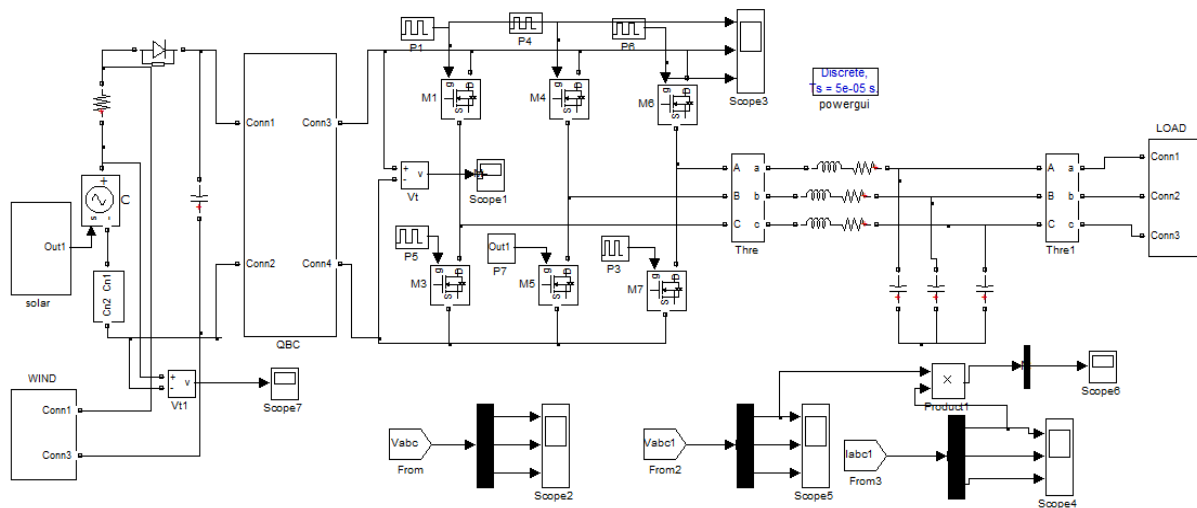 P1
P4
P6
Scope3
g
D
S
M1
g
D
S
M4
g
D
S
M6
Discrete,
Ts = 5e-05 s.
powergui
LOAD
Conn1
Conn2
Conn3
Conn1
Conn3
Conn2
Conn4
QBC
+
v
-
Vt
Scope1
A a
B b
C c
Thre
A a
B b
C c
Thre1
+
s
-
C
Out1
solar
Cn1
Cn2
P5
Out1
P7
P3
g
D
S
M3
g
D
S
M5
g
D
S
M7
WIND
Conn1
Conn3
+
v
-
Vt1
Scope7
×
Product1
Scope6
Vabc
From
Scope2
Vabc1
From2
Scope5
Iabc1
From3
Scope4